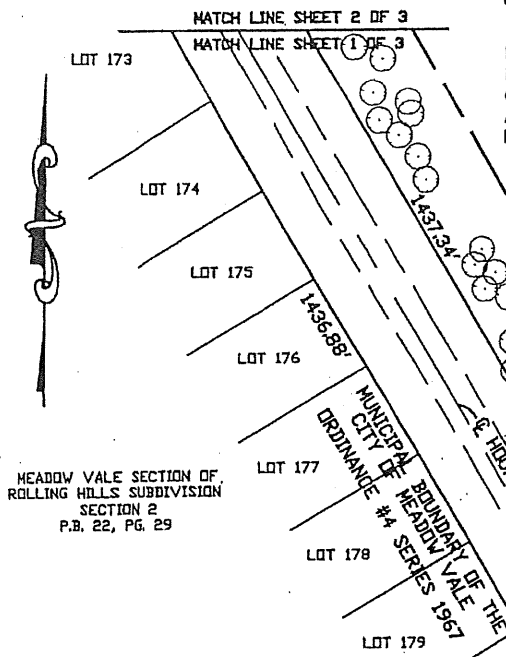 MATCH LINE SHEET 2 OF 3
MATCH LINE SHEET 1 OF 3
LOT 173
LOT 174
1437.34'
LOT 175
1436.88'
LOT 176
MUNICIPAL BOUNDARY OF THE
CITY OF MEADOW VALE
ORDINANCE #4 SERIES 1967
LOT 177
MEADOW VALE SECTION OF
ROLLING HILLS SUBDIVISION
SECTION 2
P.B. 22, PG. 29
LOT 178
LOT 179